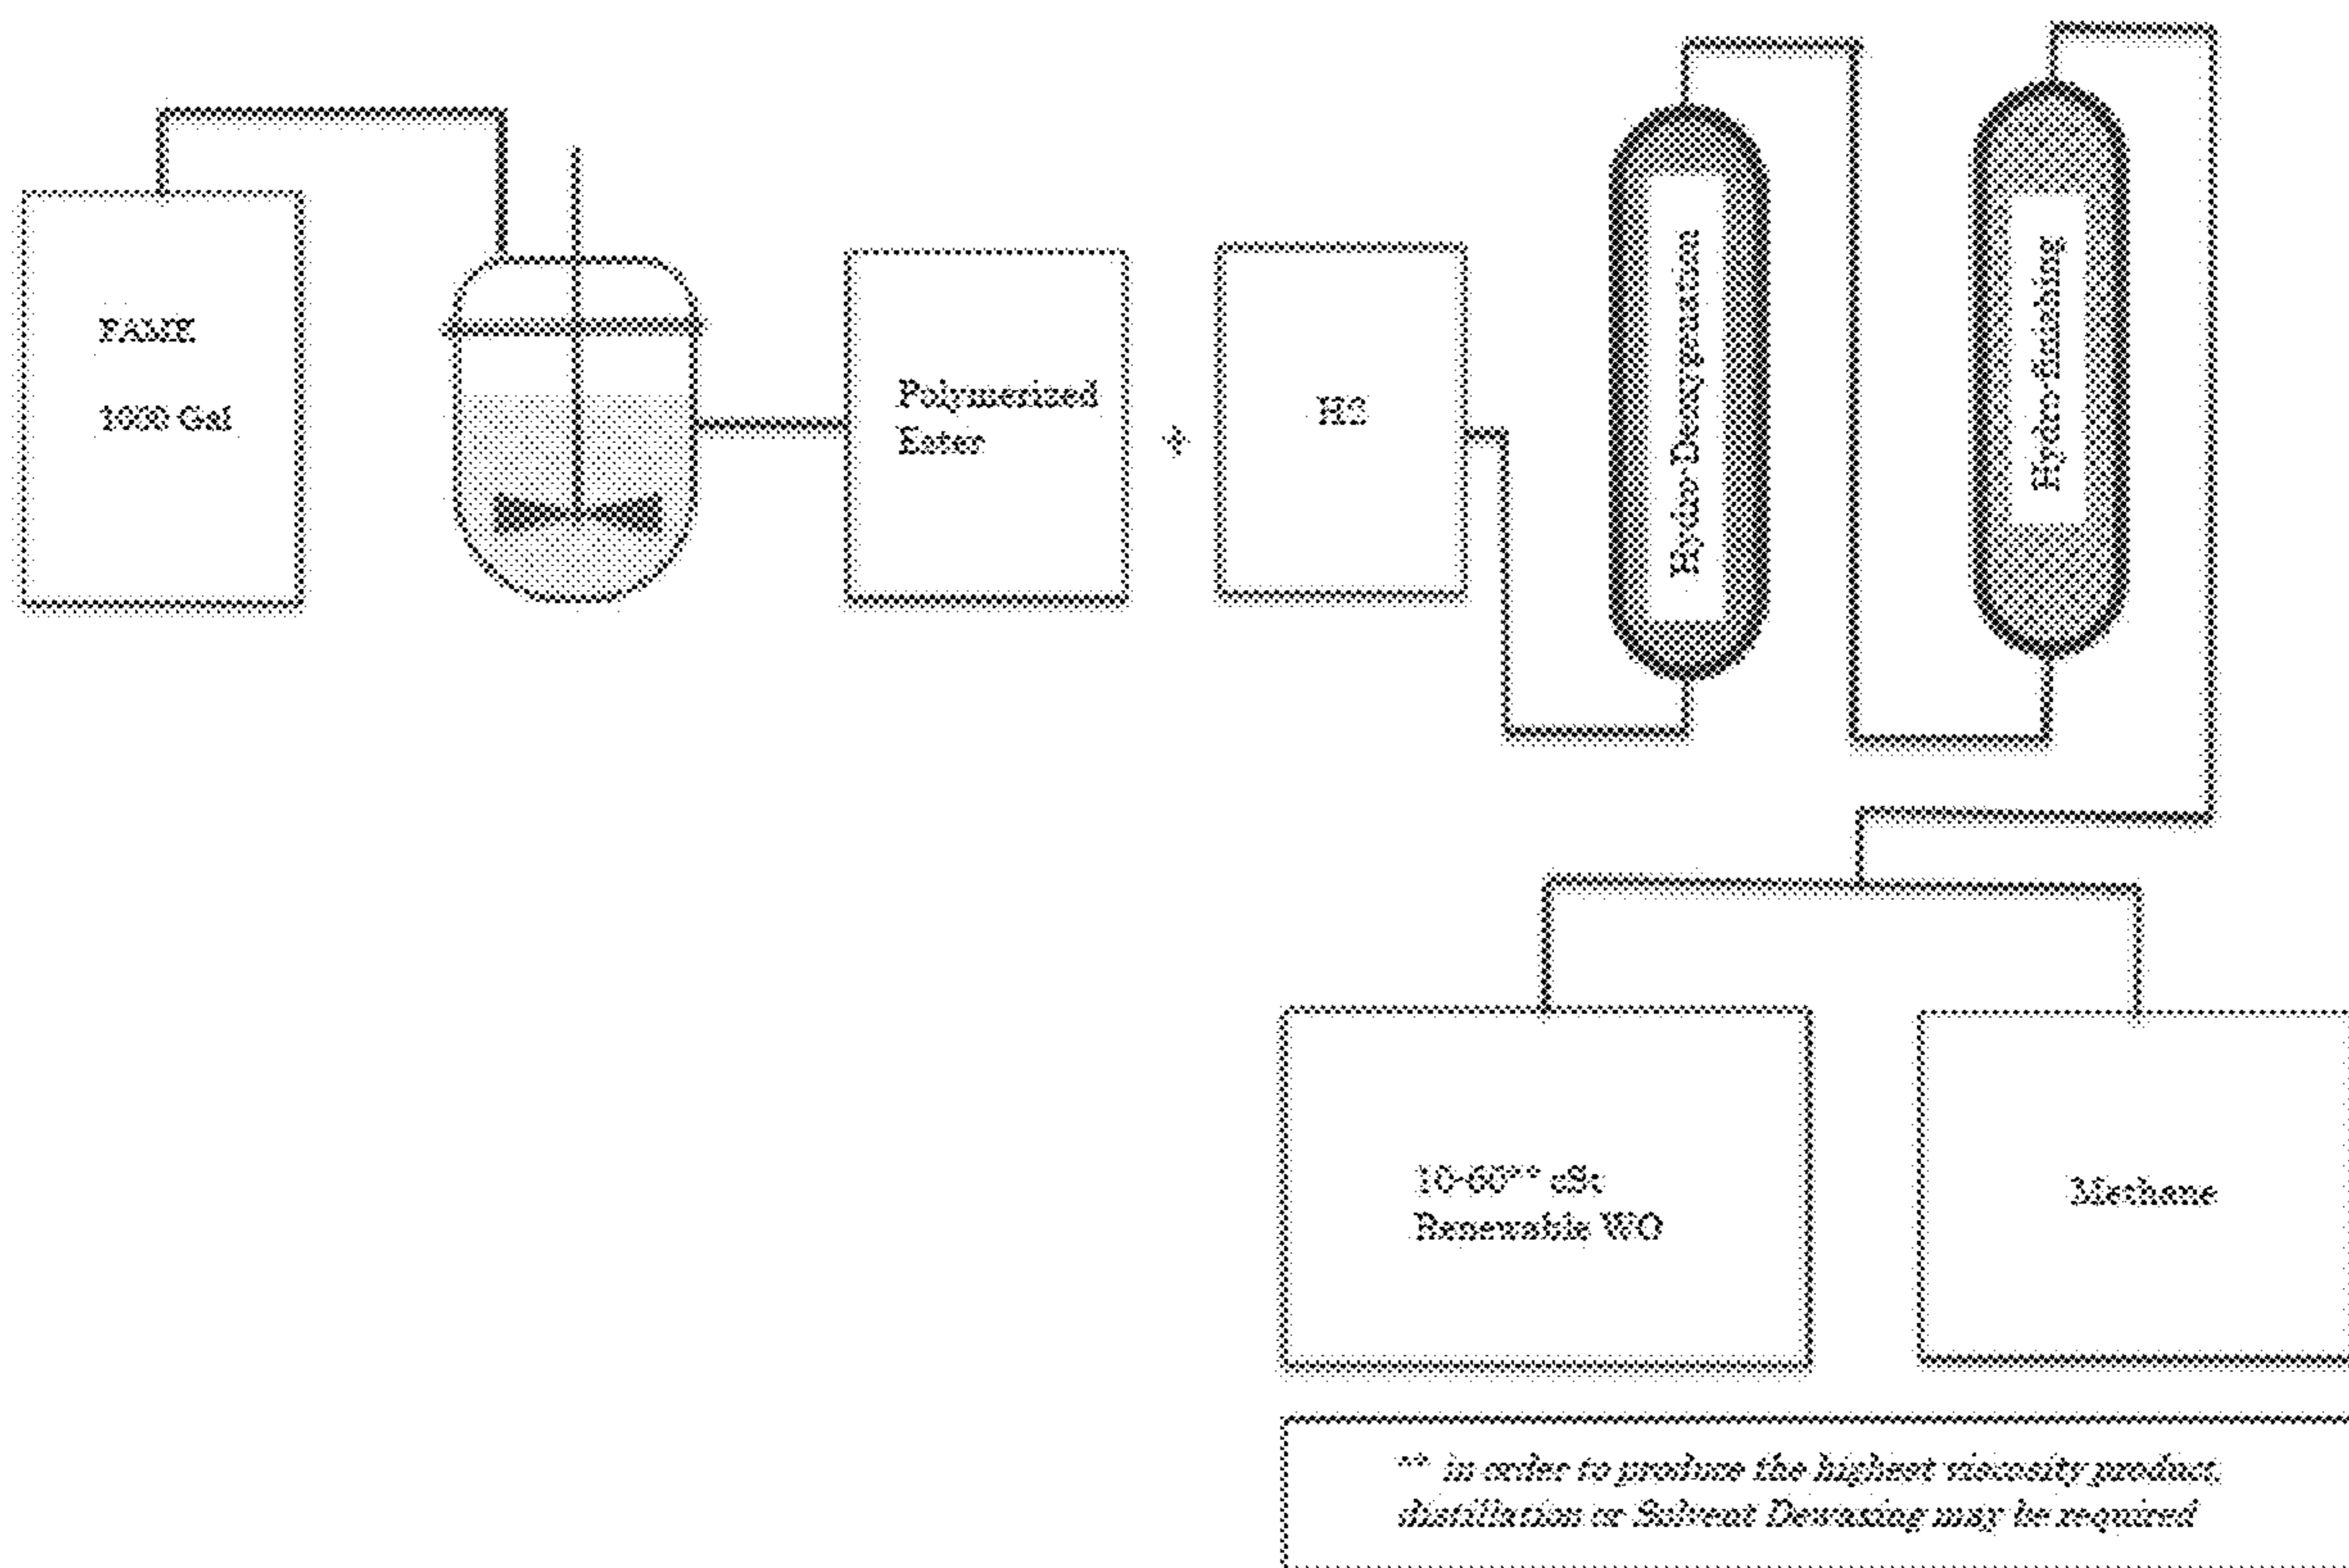 FAME
1000 Gal
Polymerized
Ester
+
H2
Hydro-Deoxygenation
Hydro-finishing
10-60** cSt
Renewable WO
Methane
** in order to produce the highest viscosity product,
distillation or Solvent Dewaxing may be required